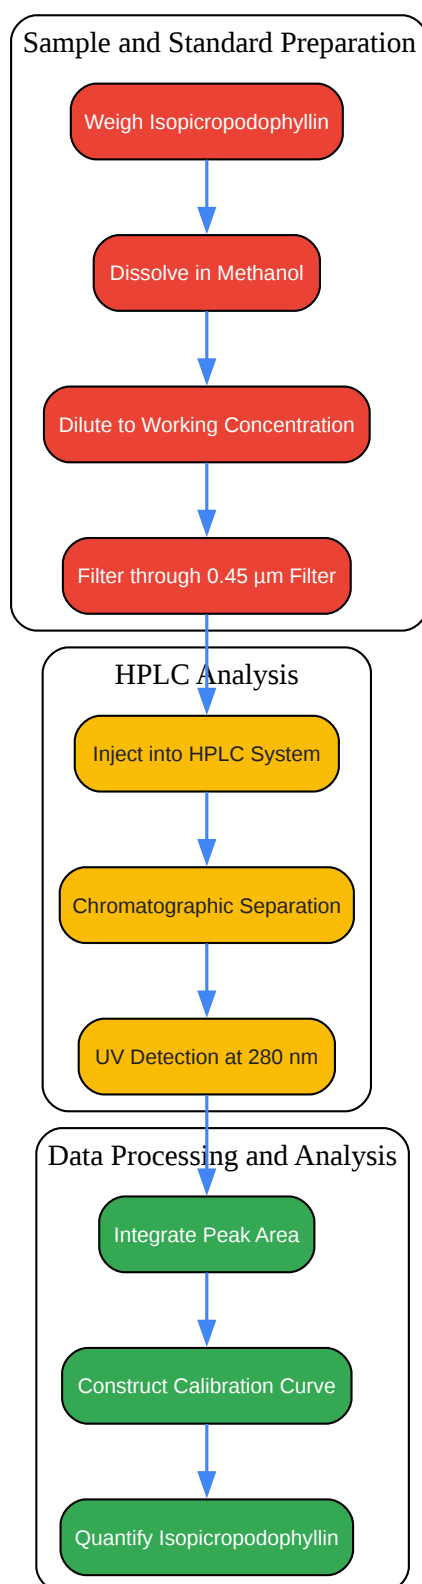 Sample and Standard Preparation
Weigh Isopicropodophyllin
Dissolve in Methanol
Dilute to Working Concentration
Filter through 0.45 µm Filter
HPLC Analysis
Inject into HPLC System
Chromatographic Separation
UV Detection at 280 nm
Data Processing and Analysis
Integrate Peak Area
Construct Calibration Curve
Quantify Isopicropodophyllin